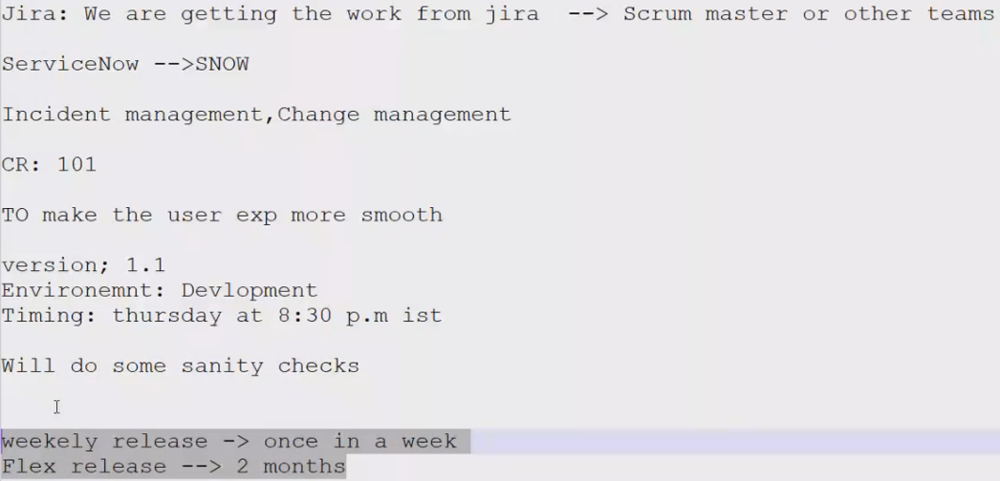 Jira: We are getting the work from jira --> Scrum master or other teams
ServiceNow -->SNOW
Incident management,Change management
CR: 101
TO make the user exp more smooth
version; 1.1
Environemnt: Devlopment
Timing: thursday at 8:30 p.m ist
Will do some sanity checks
weekely release -> once in a week
Flex release --> 2 months